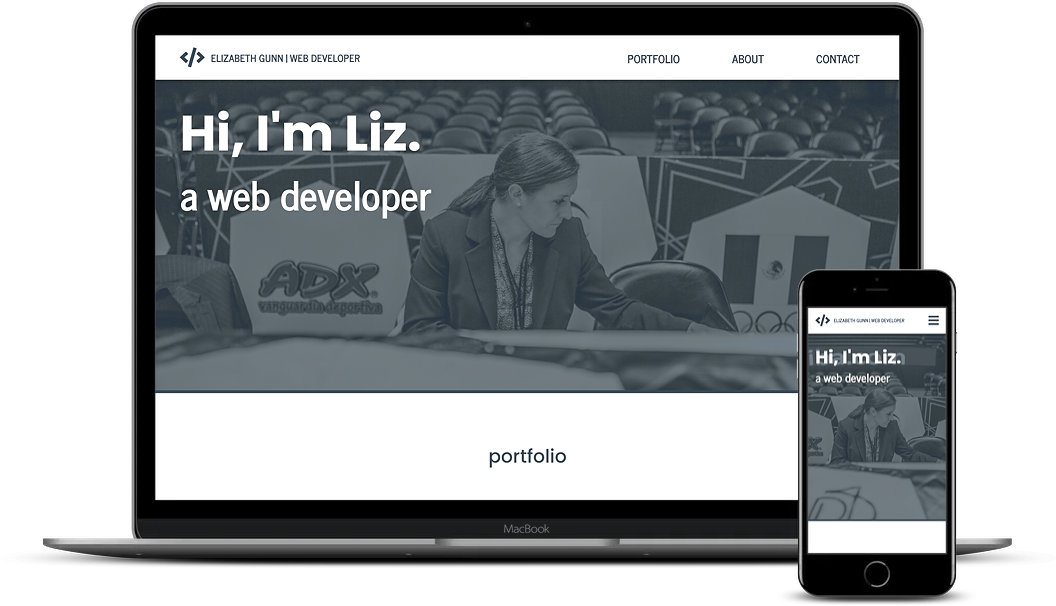 </> ELIZABETH GUNN | WEB DEVELOPER
PORTFOLIO
ABOUT
CONTACT
Hi, I'm Liz.
a web developer
ADX
vanguardia deportiva
portfolio
MacBook
</> ELIZABETH GUNN | WEB DEVELOPER
Hi, I'm Liz.
a web developer